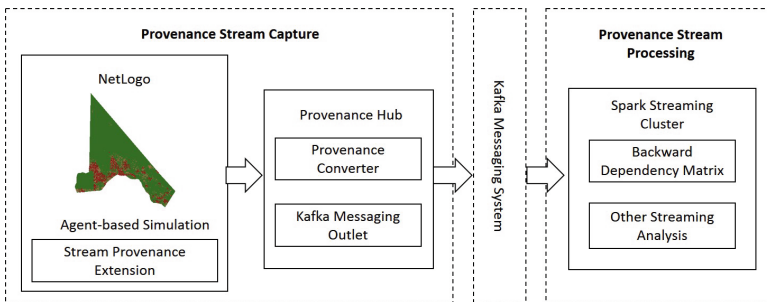 Provenance Stream Capture
NetLogo
Agent-based Simulation
Stream Provenance
Extension
Provenance Hub
Provenance
Converter
Kafka Messaging
Outlet
Kafka Messaging System
Provenance Stream
Processing
Spark Streaming
Cluster
Backward
Dependency Matrix
Other Streaming
Analysis